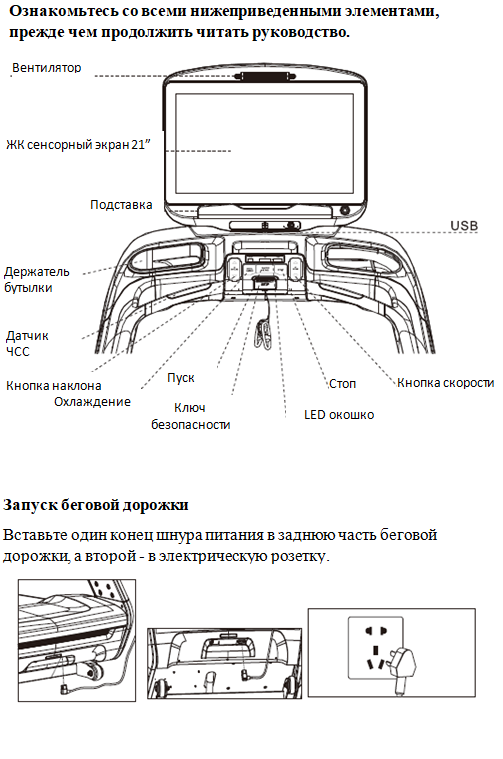 Ознакомьтесь со всеми нижеприведенными элементами,
прежде чем продолжить читать руководство.
Вентилятор
ЖК сенсорный экран 21”
Подставка
USB
Держатель
бутылки
Датчик
ЧСС
Кнопка наклона
Охлаждение
Пуск
Ключ
безопасности
Стоп
LED окошко
Кнопка скорости
Запуск беговой дорожки
Вставьте один конец шнура питания в заднюю часть беговой
дорожки, а второй - в электрическую розетку.